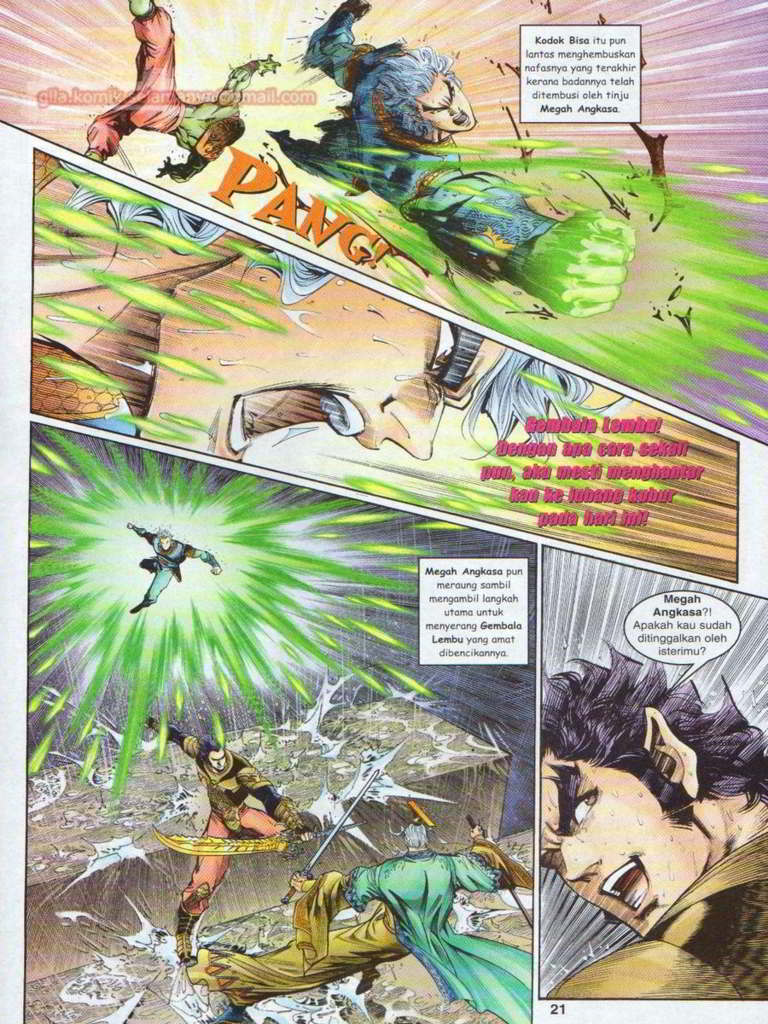 Kodok Bisa itu pun
lantas menghembuskan
nafasnya yang terakhir
kerana badannya telah
ditembusi oleh tinju
Megah Angkasa.
PANG!
Gembala Lembu!
Dengan apa cara sekali
pun, aku mesti menghantar
kau ke lubang kubur
pada hari ini!
Megah Angkasa pun
meraung sambil
mengambil langkah
utama untuk
menyerang Gembala
Lembu yang amat
dibencikannya.
Megah
Angkasa?!
Apakah kau sudah
ditinggalkan oleh
isterimu?
21